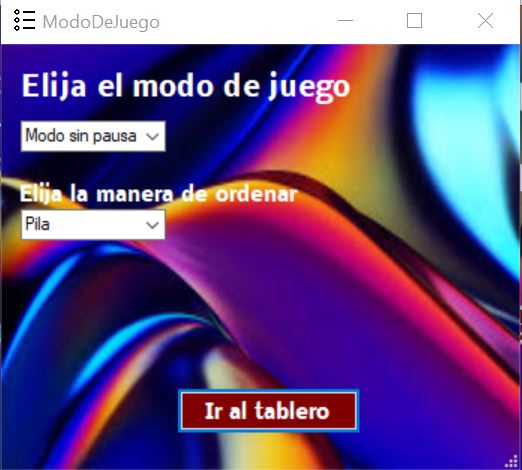 ModoDeJuego
Elija el modo de juego
Modo sin pausa
Elija la manera de ordenar
Pila
Ir al tablero